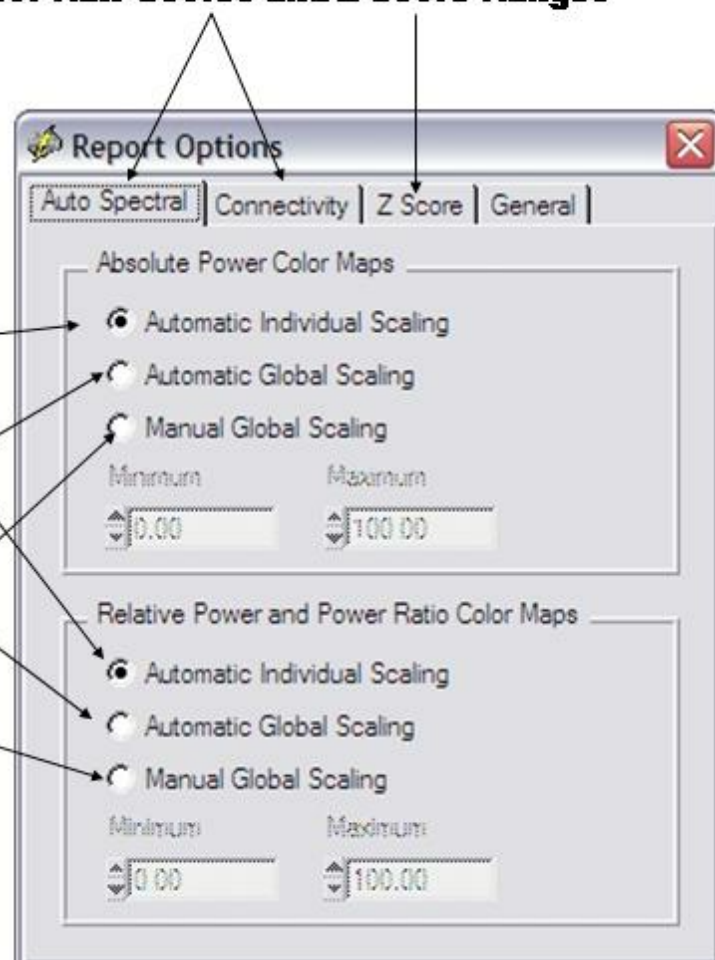 Report Options
Auto Spectral Connectivity Z Score General
Absolute Power Color Maps
Automatic Individual Scaling
Automatic Global Scaling
Manual Global Scaling
Minimum Maximum
0.00 100.00
Relative Power and Power Ratio Color Maps
Automatic Individual Scaling
Automatic Global Scaling
Manual Global Scaling
Minimum Maximum
0.00 100.00